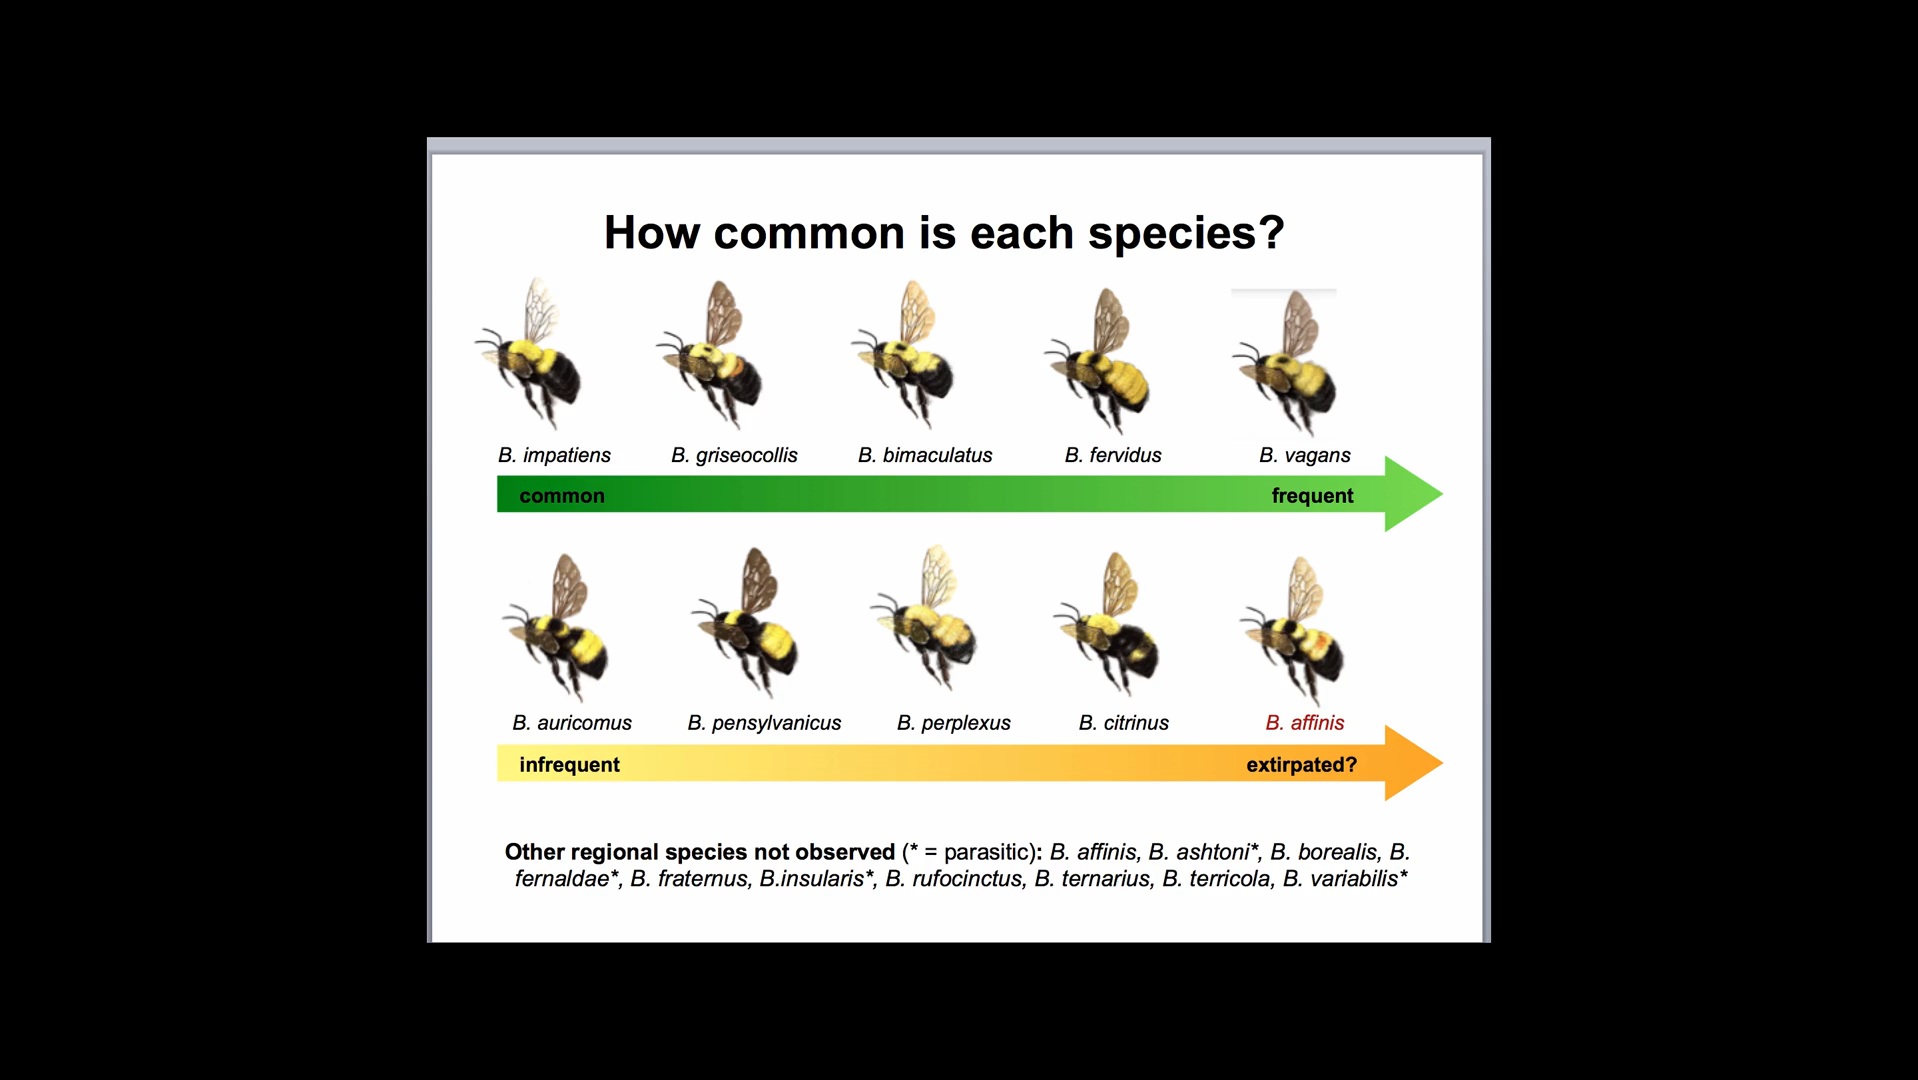 How common is each species?
B. impatiens B. griseocollis B. bimaculatus B. fervidus B. vagans
common frequent
B. auricomus B. pensylvanicus B. perplexus B. citrinus B. affinis
infrequent extirpated?
Other regional species not observed (* = parasitic): B. affinis, B. ashtoni*, B. borealis, B.
fernaldae*, B. fraternus, B.insularis*, B. rufocinctus, B. ternarius, B. terricola, B. variabilis*